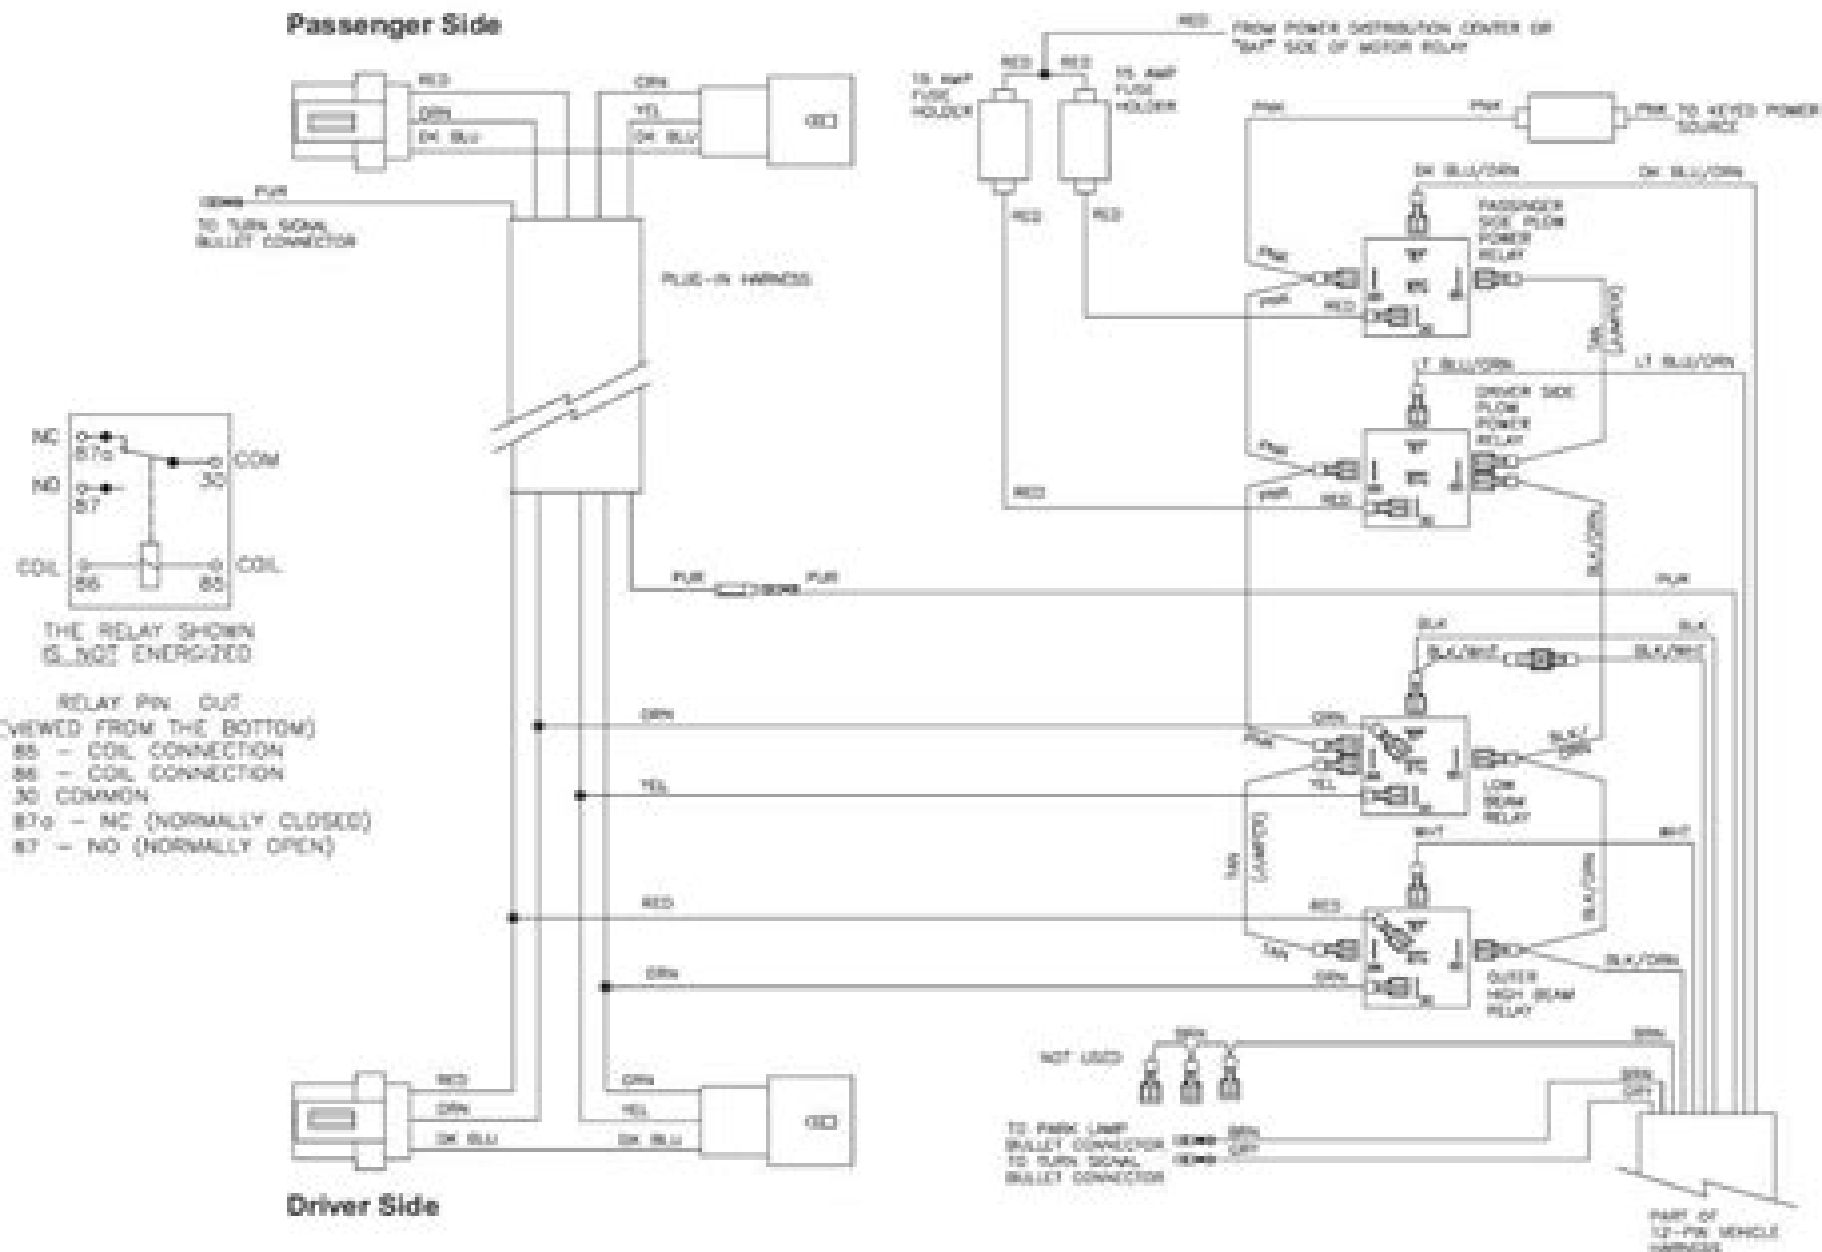 Passenger Side
RED
ORN
DK BLU
GRN
YEL
DK BLU
PUR
TO TURN SIGNAL
BULLET CONNECTOR
PLUG-IN HARNESS
NC
87a
COM
30
NO
87
COIL
86
85
COIL
THE RELAY SHOWN
IS NOT ENERGIZED
RELAY PIN OUT
(VIEWED FROM THE BOTTOM)
85 - COIL CONNECTION
86 - COIL CONNECTION
30 COMMON
87a - NC (NORMALLY CLOSED)
87 - NO (NORMALLY OPEN)
RED
FROM POWER DISTRIBUTION CENTER OR
"BAT" SIDE OF MOTOR RELAY
RED
RED
15 AMP
FUSE
HOLDER
15 AMP
FUSE
HOLDER
RED
RED
PNK
PNK
PNK TO KEYED POWER
SOURCE
DK BLU/ORN
DK BLU/ORN
PASSENGER
SIDE PLOW
POWER
RELAY
PNK
PNK
RED
TAN
(JUMPER)
LT BLU/ORN
LT BLU/ORN
DRIVER SIDE
PLOW
POWER
RELAY
PNK
PNK
RED
RED
BLK/ORN
PUR
PUR
PUR
BLK
BLK
BLK/WHT
BLK/WHT
ORN
ORN
PNK
BLK/
ORN
YEL
YEL
LOW
BEAM
RELAY
TAN
(JUMPER)
WHT
WHT
RED
RED
BLK/ORN
TAN
BLK/ORN
GRN
GRN
OUTER
HIGH BEAM
RELAY
NOT USED
BRN
BRN
BRN
GRY
TO PARK LAMP
BULLET CONNECTOR
BRN
GRY
TO TURN SIGNAL
BULLET CONNECTOR
RED
ORN
DK BLU
GRN
YEL
DK BLU
Driver Side
PART OF
12-PIN VEHICLE
HARNESS